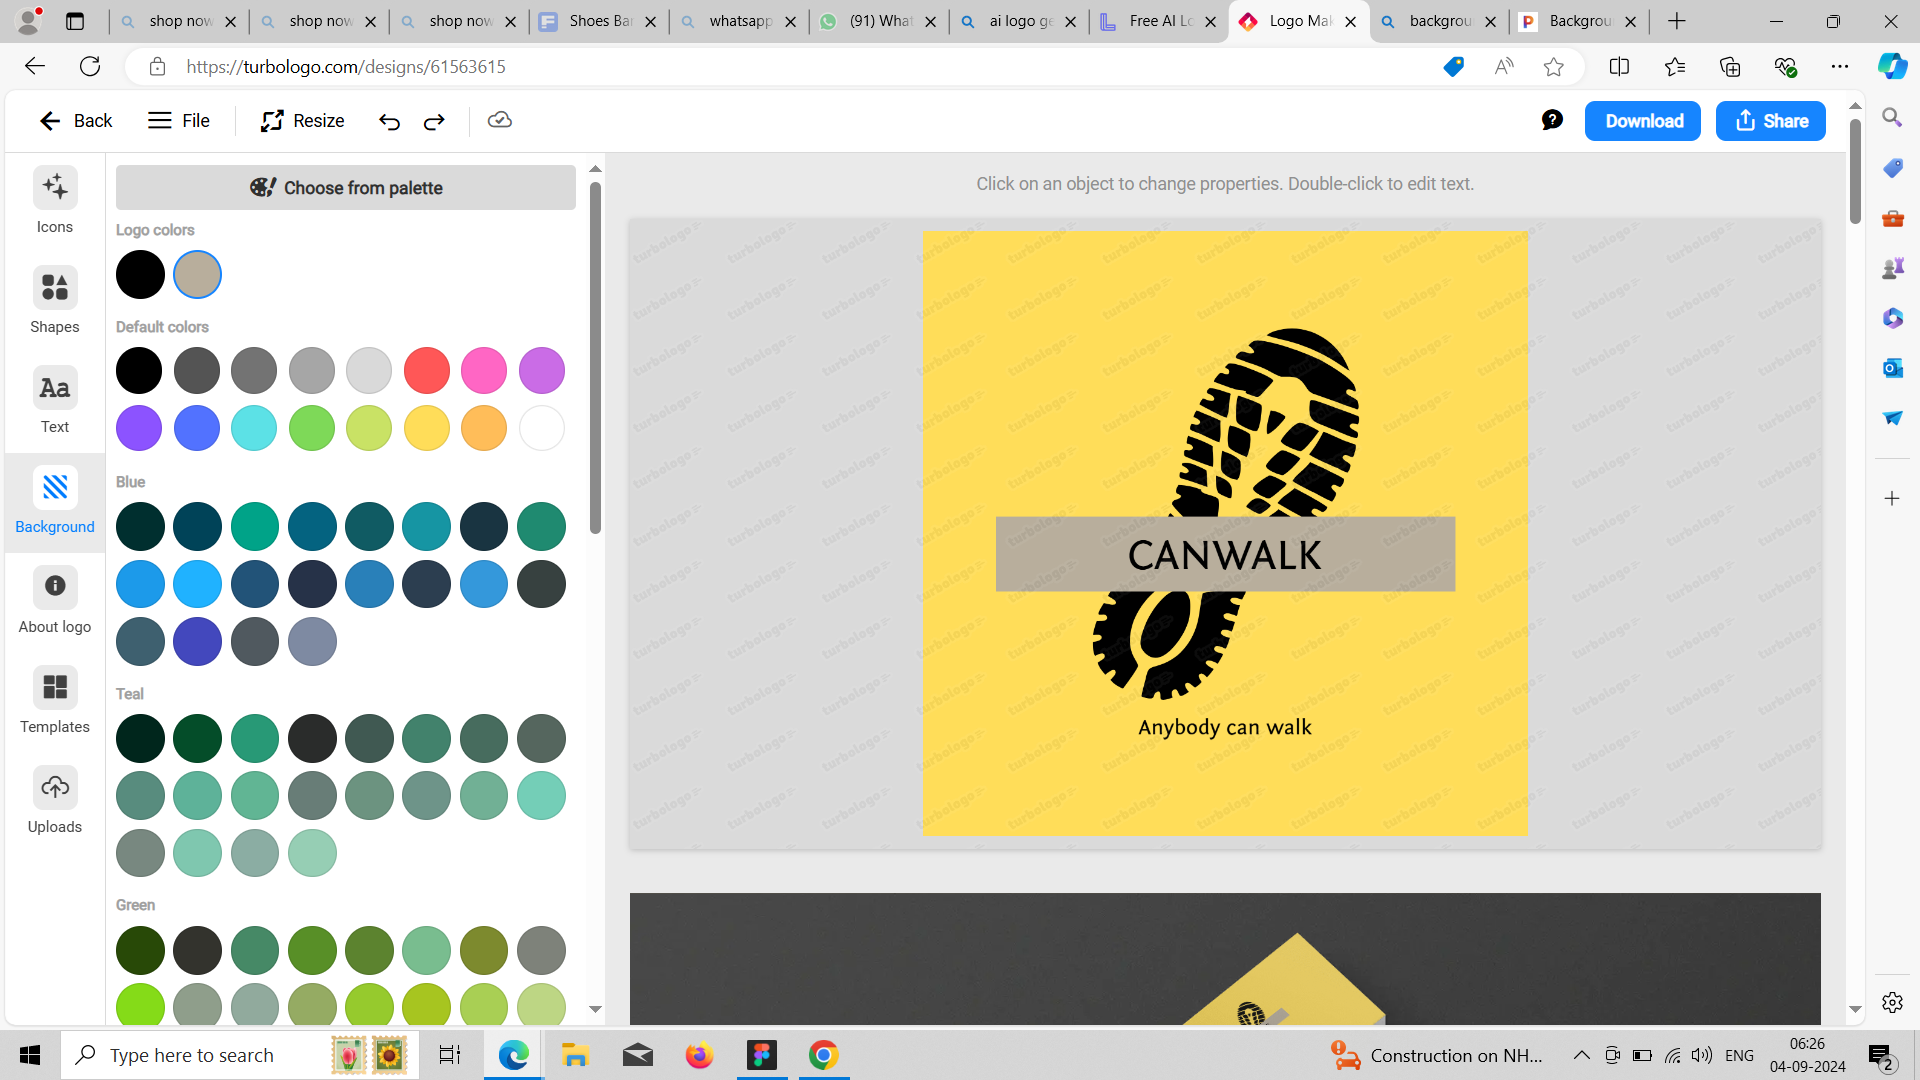 shop now
shop now
shop now
Shoes Ba
whatsapp
(91) What
ai logo ge
Free AI Lo
Logo Mak
backgrou
Backgrou
https://turbologo.com/designs/61563615
Back
File
Resize
Download
Share
Icons
Shapes
Text
Background
About logo
Templates
Uploads
Choose from palette
Logo colors
Default colors
Blue
Teal
Green
Click on an object to change properties. Double-click to edit text.
turbologo
CANWALK
Anybody can walk
Type here to search
Construction on NH...
ENG
06:26
04-09-2024
2